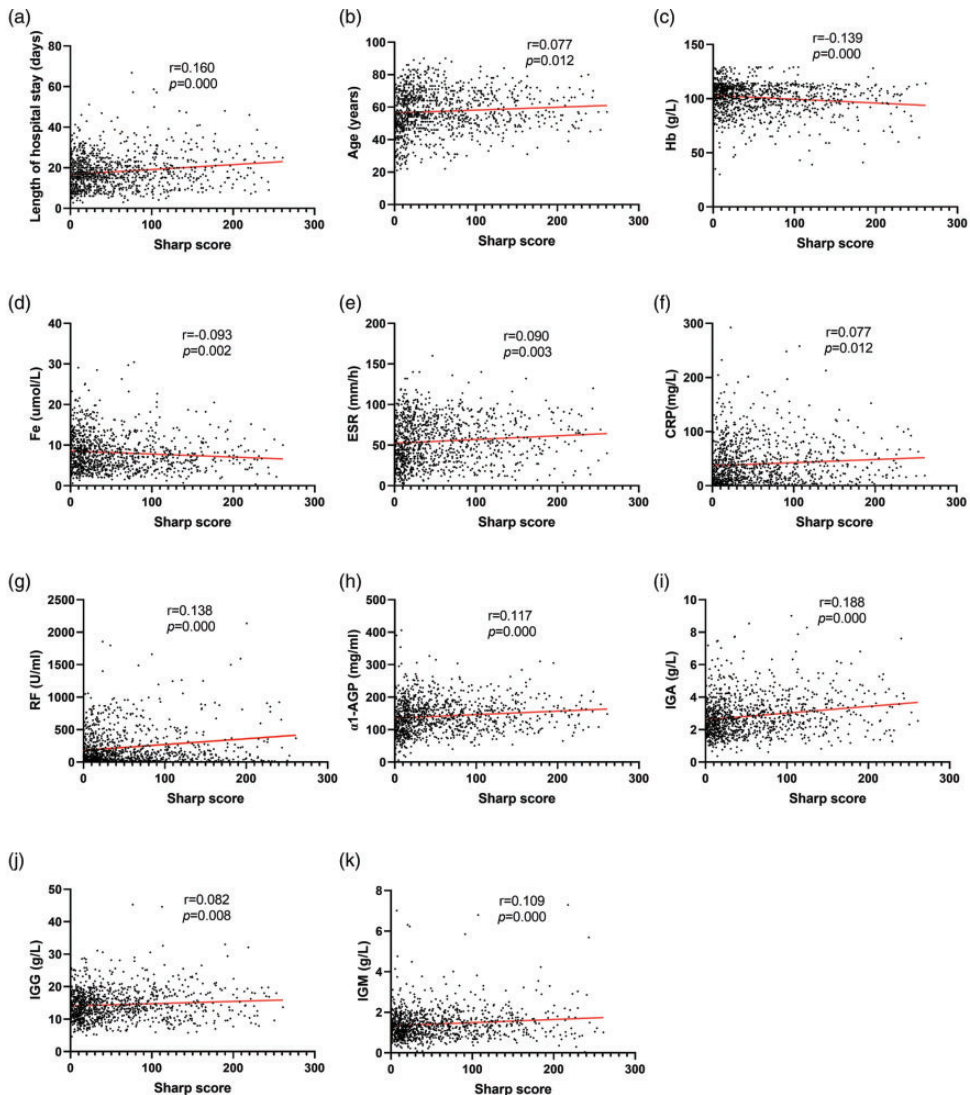 (a)
r=0.160
p=0.000
Length of hospital stay (days)
80
60
40
20
0
0 100 200 300
Sharp score
(b)
r=0.077
p=0.012
Age (years)
100
80
60
40
20
0
0 100 200 300
Sharp score
(c)
r=-0.139
p=0.000
Hb (g/L)
0
50
100
150
0 100 200 300
Sharp score
(d)
r=-0.093
p=0.002
Fe (umol/L)
40
30
20
10
0
0 100 200 300
Sharp score
(e)
r=0.090
p=0.003
ESR (mm/h)
200
150
100
50
0
0 100 200 300
Sharp score
(f)
r=0.077
p=0.012
CRP(mg/L)
300
200
100
0
0 100 200 300
Sharp score
(g)
r=0.138
p=0.000
RF (U/ml)
2500
2000
1500
1000
500
0
0 100 200 300
Sharp score
(h)
r=0.117
p=0.000
α1-AGP (mg/ml)
500
400
300
200
100
0
0 100 200 300
Sharp score
(i)
r=0.188
p=0.000
IGA (g/L)
10
8
6
4
2
0
0 100 200 300
Sharp score
(j)
r=0.082
p=0.008
IGG (g/L)
50
40
30
20
10
0
0 100 200 300
Sharp score
(k)
r=0.109
p=0.000
IGM (g/L)
8
6
4
2
0
0 100 200 300
Sharp score